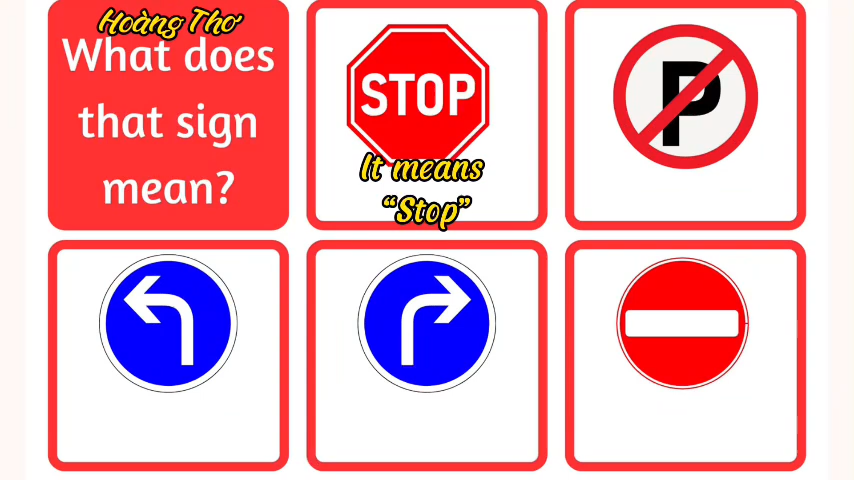 Hoàng Thơ
What does
that sign
mean?
STOP
It means
“Stop”
P